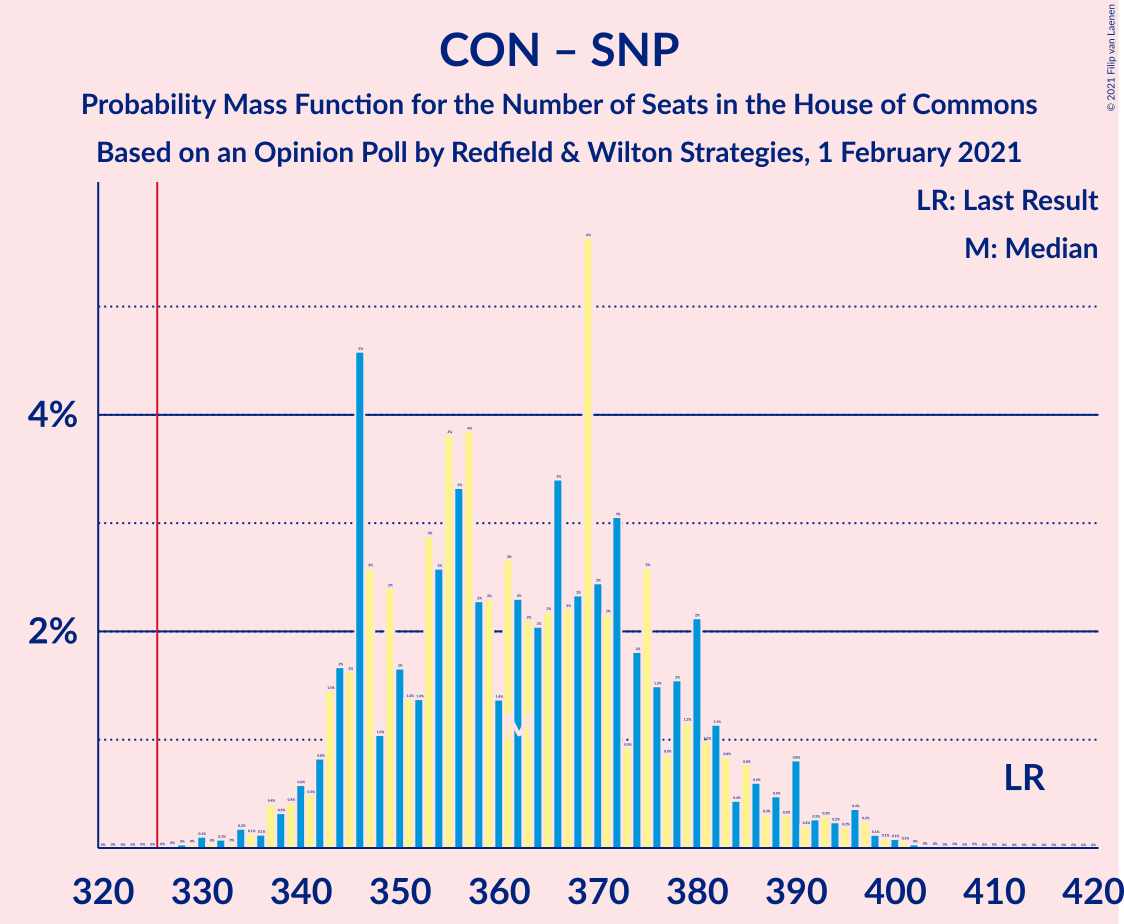 CON – SNP
Probability Mass Function for the Number of Seats in the House of Commons
Based on an Opinion Poll by Redfield & Wilton Strategies, 1 February 2021
© 2021 Filip van Laenen
LR: Last Result
M: Median
4%
2%
M
LR
320 330 340 350 360 370 380 390 400 410 420